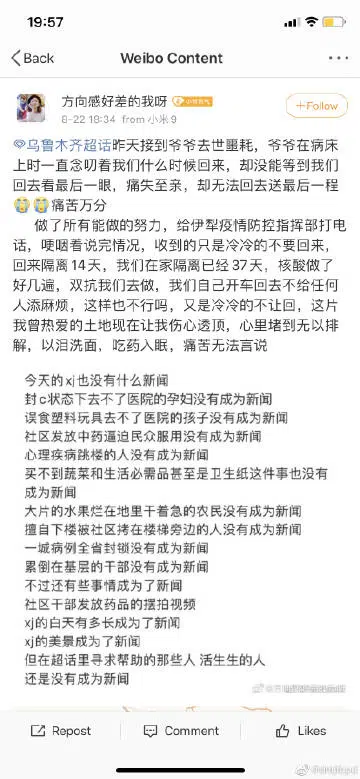 19:57
Back
Weibo Content
方向感好差的我呀
8-22 18:34 from 小米9
+Follow
乌鲁木齐超话昨天接到爷爷去世噩耗，爷爷在病床
上时一直念叨看我们什么时候回来，却没能等到我们
回去看最后一眼，痛失至亲，却无法回去送最后一程
痛苦万分
做了所有能做的努力，给伊犁疫情防控指挥部打电
话，哽咽看说完情况，收到的只是冷冷的不要回来，
回来隔离14天，我们在家隔离已经37天，核酸做了
好几遍，双抗我们去做，我们自己开车回去不给任何
人添麻烦，这样也不行吗，又是冷冷的不让回，这片
我曾热爱的土地现在让我伤心透顶，心里堵到无以排
解，以泪洗面，吃药入眠，痛苦无法言说
今天的xj也没有什么新闻
封c状态下去不了医院的孕妇没有成为新闻
误食塑料玩具去不了医院的孩子没有成为新闻
社区发放中药逼迫民众服用没有成为新闻
心理疾病跳楼的人没有成为新闻
买不到蔬菜和生活必需品甚至是卫生纸这件事也没有
成为新闻
大片的水果烂在地里干着急的农民没有成为新闻
擅自下楼被社区拷在楼梯旁边的人没有成为新闻
一城病例全省封锁没有成为新闻
累倒在基层的干部没有成为新闻
不过还有些事情成为了新闻
社区干部发放药品的摆拍视频
xj的白天有多长成为了新闻
xj的美景成为了新闻
但在超话里寻求帮助的那些人 活生生的人
还是没有成为新闻
Repost
Comment
Likes